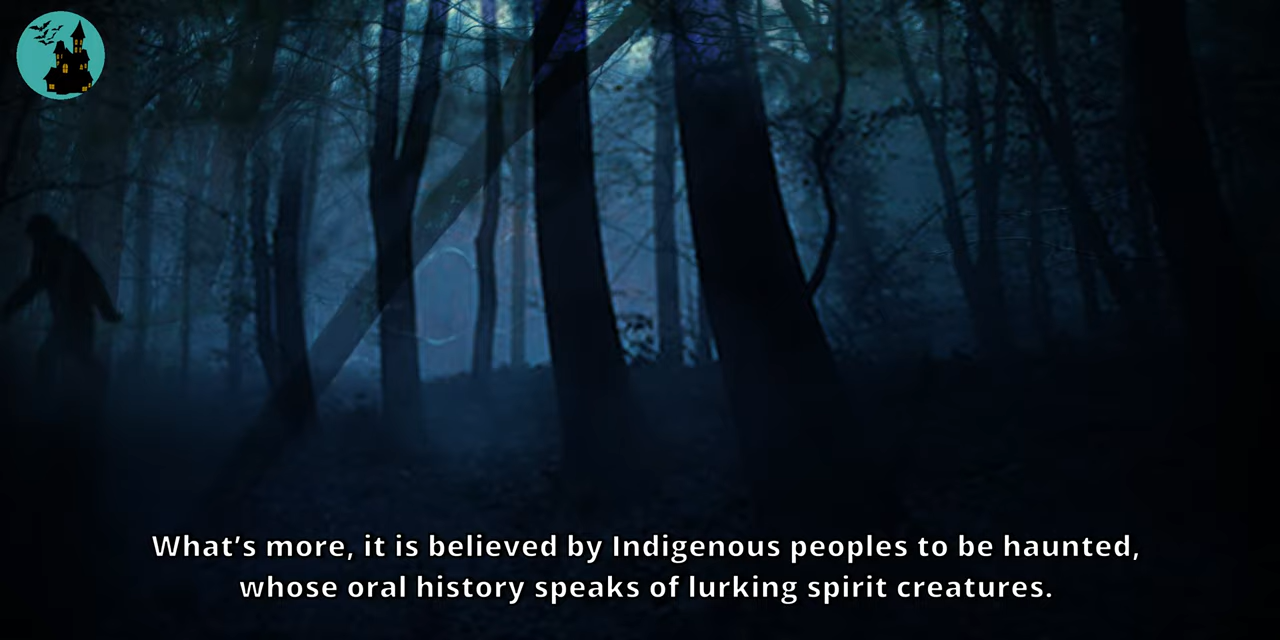 What’s more, it is believed by Indigenous peoples to be haunted,
whose oral history speaks of lurking spirit creatures.